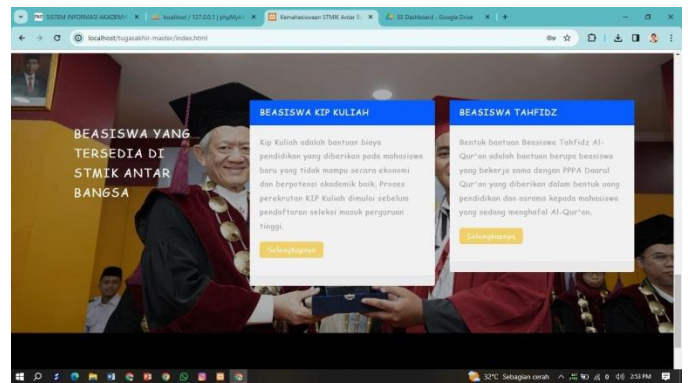 SISTEM INFORMASI AKADEMI
localhost / 127.0.0.1 | phpMyA
Kemahasiswaan STMIK Antar B
SS Dashboard - Google Drive
localhost/tugasakhir-master/index.html
BEASISWA YANG
TERSEDIA DI
STMIK ANTAR
BANGSA
BEASISWA KIP KULIAH
Kip Kuliah adalah bantuan biaya
pendidikan yang diberikan pada mahasiswa
baru yang tidak mampu secara ekonomi
dan berpotensi akademik baik. Proses
perekrutan KIP Kuliah dimulai sebelum
pendaftaran seleksi masuk perguruan
tinggi.
Selengkapnya
BEASISWA TAHFIDZ
Bentuk bantuan Beasiswa Tahfidz Al-
Qur'an adalah bantuan berupa beasiswa
yang bekerja sama dengan PPPA Daarul
Qur'an yang diberikan dalam bentuk uang
pendidikan dan asrama kepada mahasiswa
yang sedang menghafal Al-Qur'an.
Selengkapnya
32°C Sebagian cerah
2:53 PM